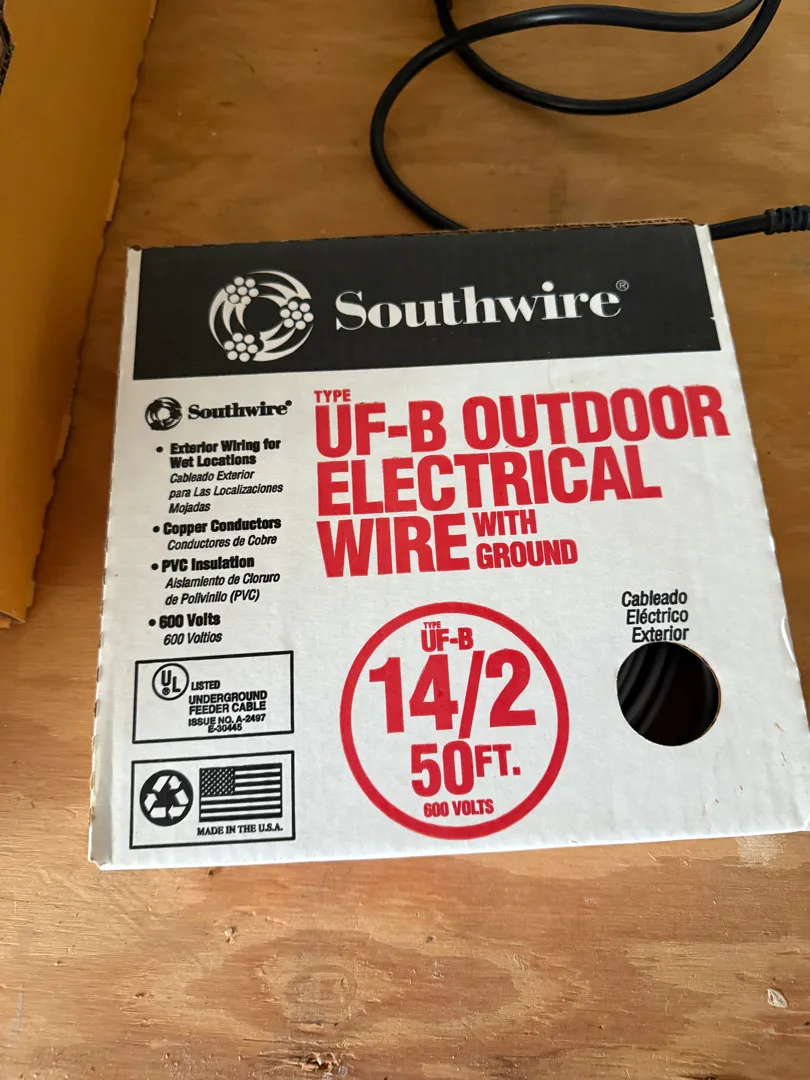 Southwire®
Southwire®
• Exterior Wiring for
Wet Locations
Cableado Exterior
para Las Localizaciones
Mojadas
• Copper Conductors
Conductores de Cobre
• PVC Insulation
Aislamiento de Cloruro
de Polivinilo (PVC)
• 600 Volts
600 Voltios
UL® LISTED
UNDERGROUND
FEEDER CABLE
ISSUE NO. A-2497
E-30445
MADE IN THE U.S.A.
TYPE
UF-B OUTDOOR
ELECTRICAL
WIRE WITH
GROUND
TYPE
UF-B
14/2
50FT.
600 VOLTS
Cableado
Eléctrico
Exterior